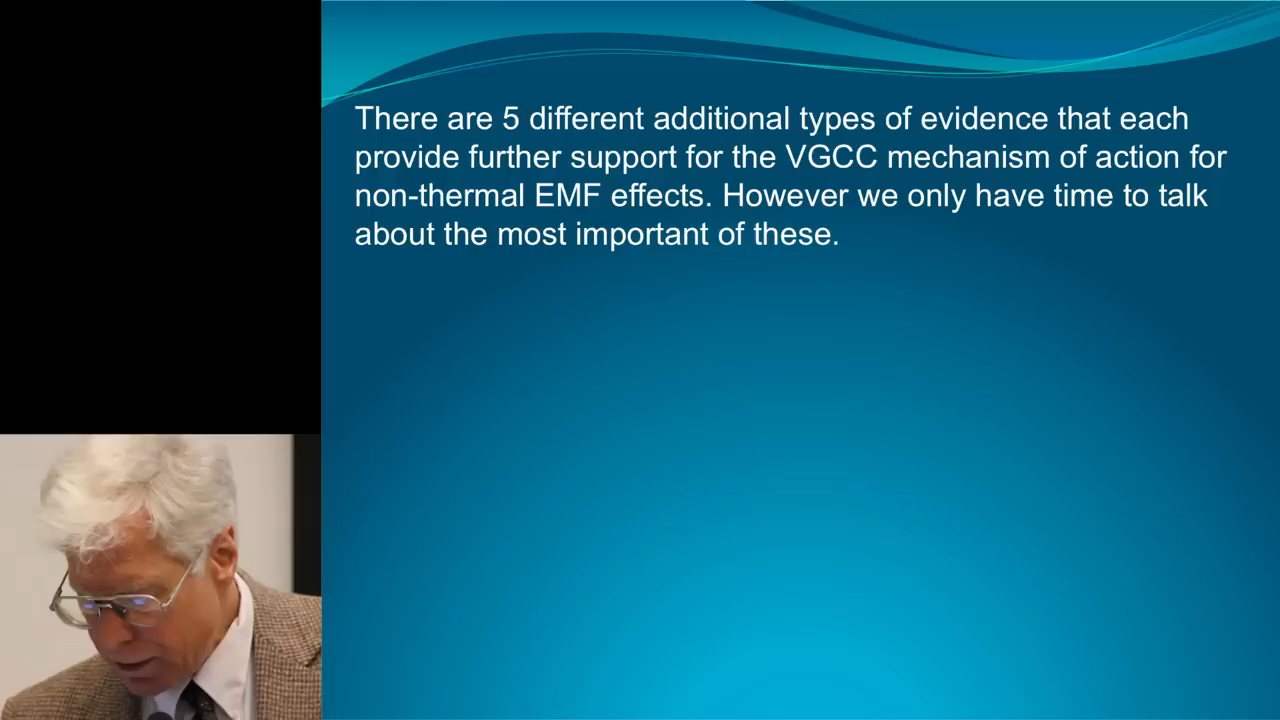 There are 5 different additional types of evidence that each
provide further support for the VGCC mechanism of action for
non-thermal EMF effects. However we only have time to talk
about the most important of these.